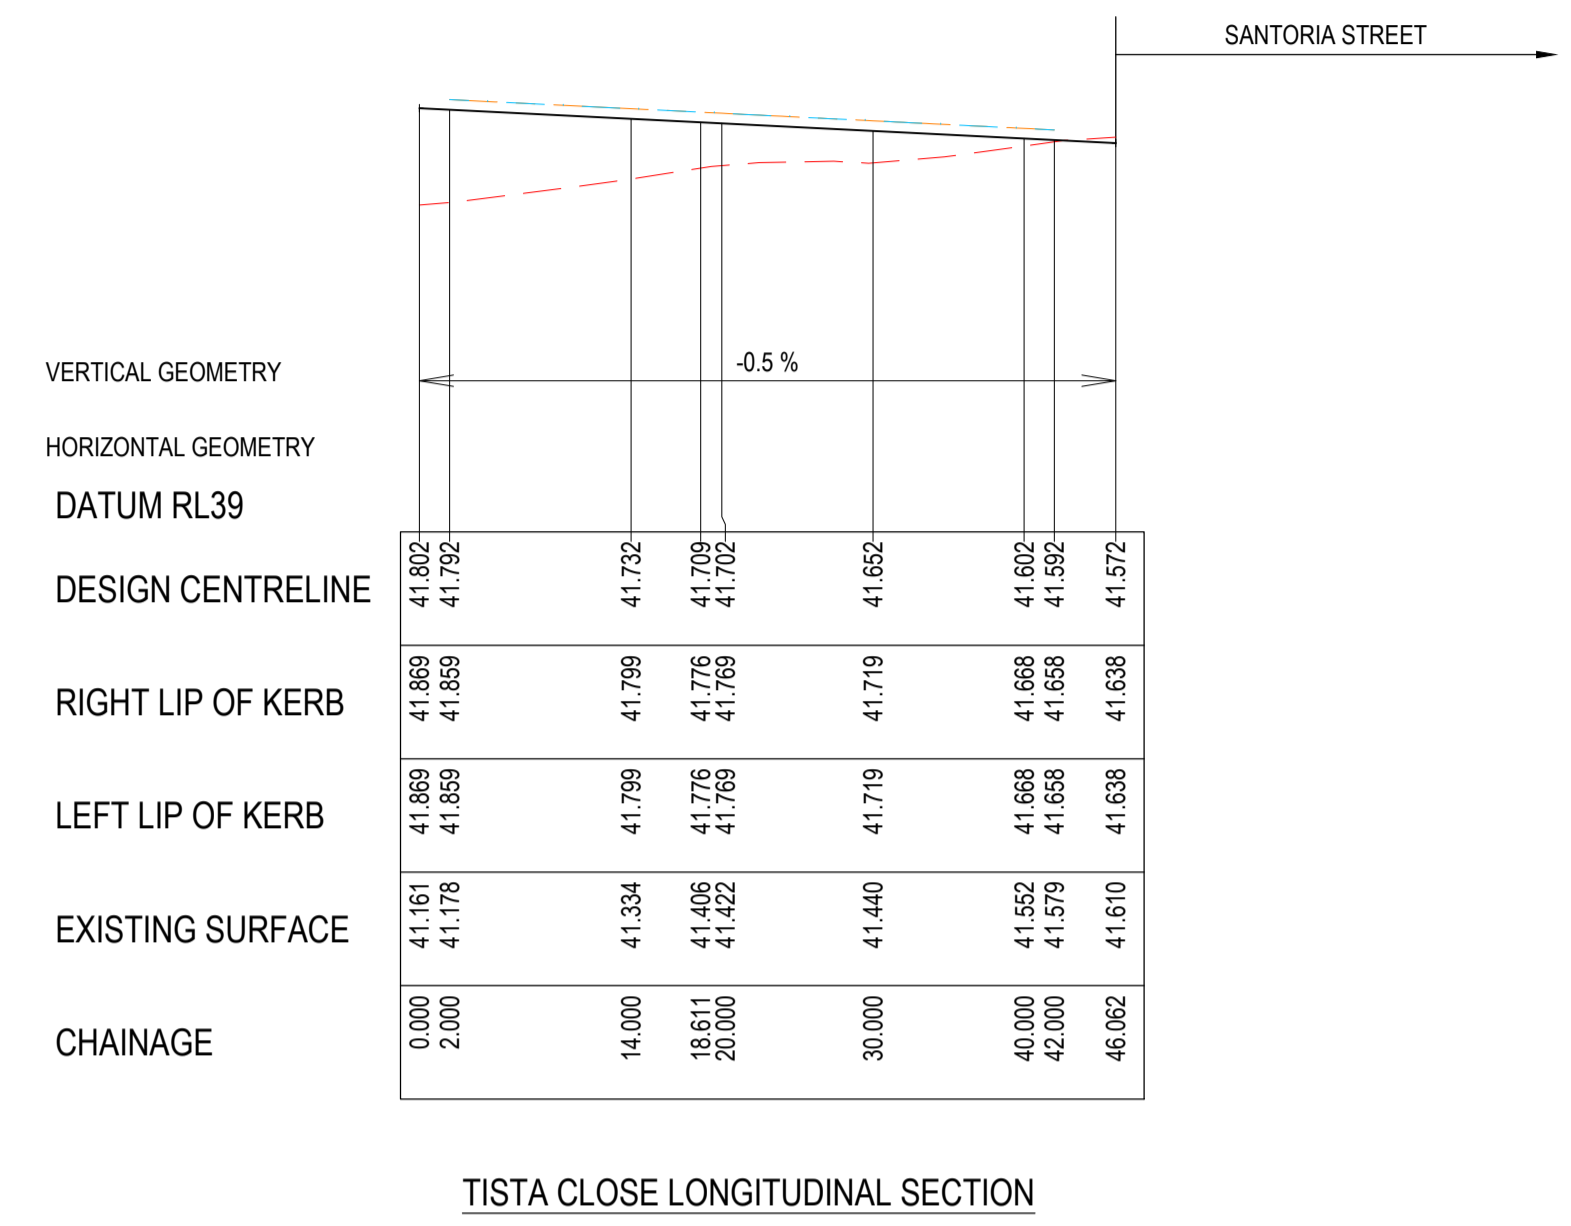 SANTORIA STREET
VERTICAL GEOMETRY
-0.5 %
HORIZONTAL GEOMETRY
DATUM RL39
DESIGN CENTRELINE 41.802 41.792 41.732 41.709 41.702 41.652 41.602 41.592 41.572
RIGHT LIP OF KERB 41.869 41.859 41.799 41.776 41.769 41.719 41.668 41.658 41.638
LEFT LIP OF KERB 41.869 41.859 41.799 41.776 41.769 41.719 41.668 41.658 41.638
EXISTING SURFACE 41.161 41.178 41.334 41.406 41.422 41.440 41.552 41.579 41.610
CHAINAGE 0.000 2.000 14.000 18.611 20.000 30.000 40.000 42.000 46.062
TISTA CLOSE LONGITUDINAL SECTION